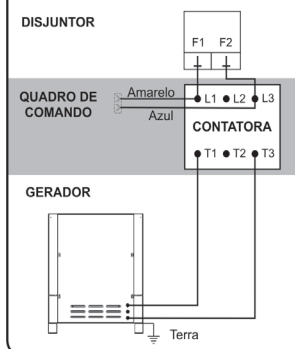 DISJUNTOR
F1 F2
QUADRO DE
COMANDO
Amarelo
Azul
L1 L2 L3
CONTATORA
T1 T2 T3
GERADOR
Terra